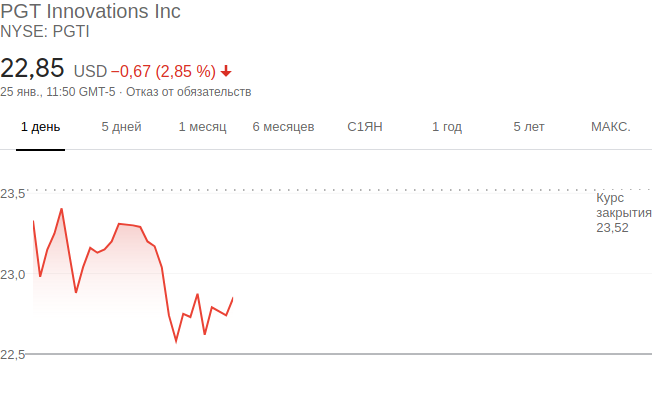 PGT Innovations Inc
NYSE: PGTI
22,85 USD −0,67 (2,85 %)
25 янв., 11:50 GMT-5 · Отказ от обязательств
1 день 5 дней 1 месяц 6 месяцев С1ЯН 1 год 5 лет МАКС.
23,5
Курс
закрытия
23,52
23,0
22,5